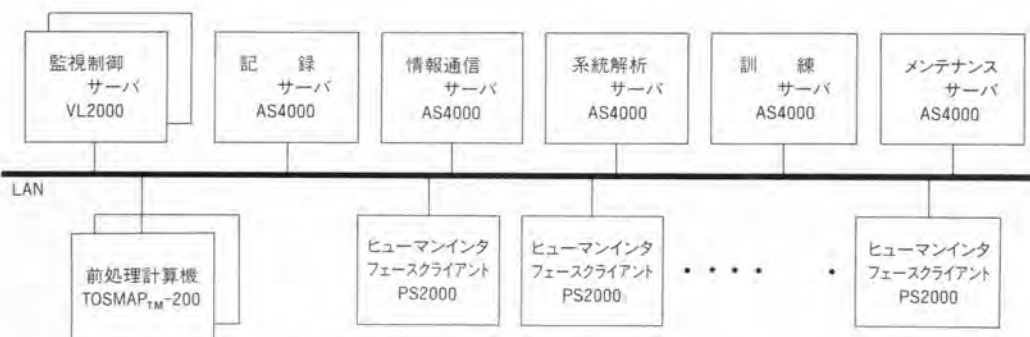 監視制御
サーバ
VL2000
記 録
サーバ
AS4000
情報通信
サーバ
AS4000
系統解析
サーバ
AS4000
訓 練
サーバ
AS4000
メンテナンス
サーバ
AS4000
LAN
前処理計算機
TOSMAPTM-200
ヒューマンインタ
フェースクライアント
PS2000
ヒューマンインタ
フェースクライアント
PS2000
ヒューマンインタ
フェースクライアント
PS2000